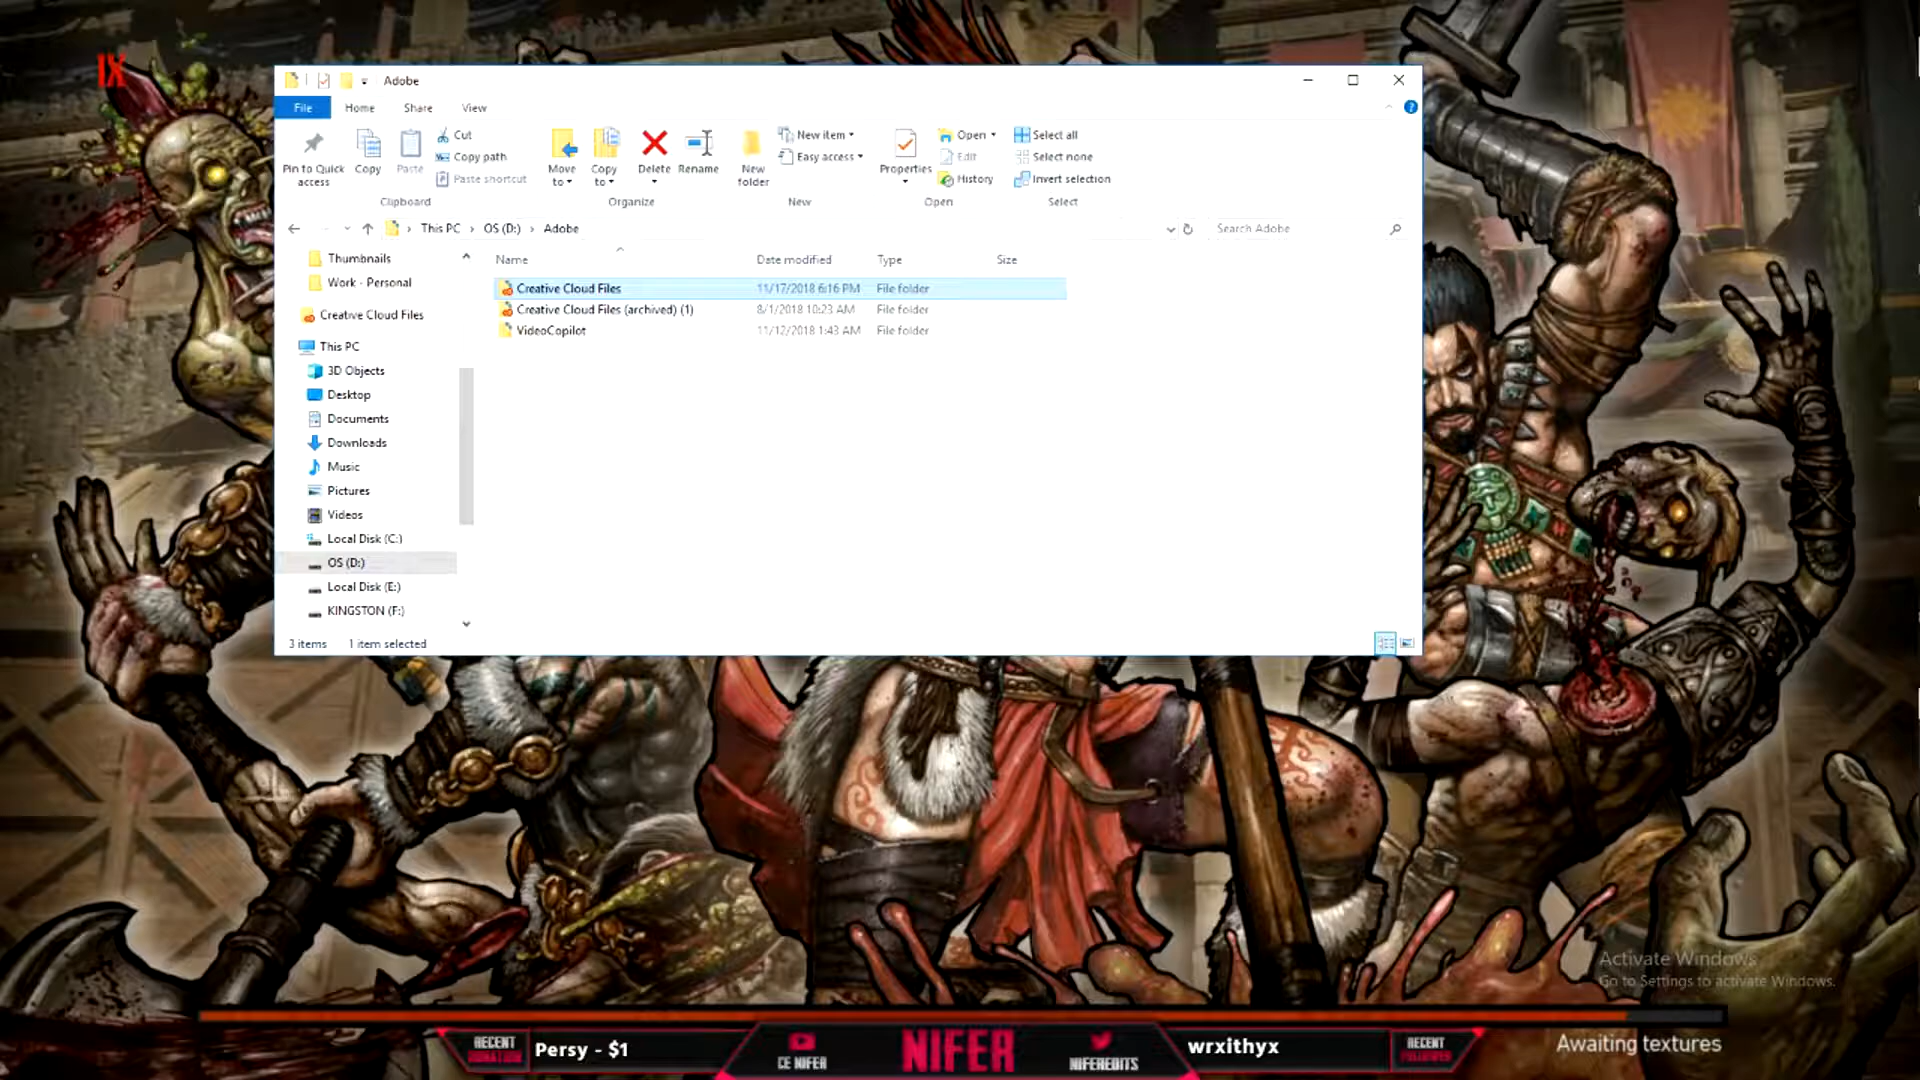 IX
Adobe
File
Home
Share
View
Pin to Quick access
Copy
Paste
Cut
Copy path
Paste shortcut
Clipboard
Move to
Copy to
Delete
Rename
Organize
New folder
New item
Easy access
New
Properties
Open
Edit
History
Open
Select all
Select none
Invert selection
Select
This PC
OS (D:)
Adobe
Search Adobe
Thumbnails
Work - Personal
Creative Cloud Files
This PC
3D Objects
Desktop
Documents
Downloads
Music
Pictures
Videos
Local Disk (C:)
OS (D:)
Local Disk (E:)
KINGSTON (F:)
Name Date modified Type Size
Creative Cloud Files 11/17/2018 6:16 PM File folder
Creative Cloud Files (archived) (1) 8/1/2018 10:23 AM File folder
VideoCopilot 11/12/2018 1:43 AM File folder
3 items 1 item selected
Activate Windows
Go to Settings to activate Windows.
RECENT DONATION
Persy - $1
CE NIFER
NIFER
NIFEREDITS
wrxithyx
RECENT FOLLOWER
Awaiting textures